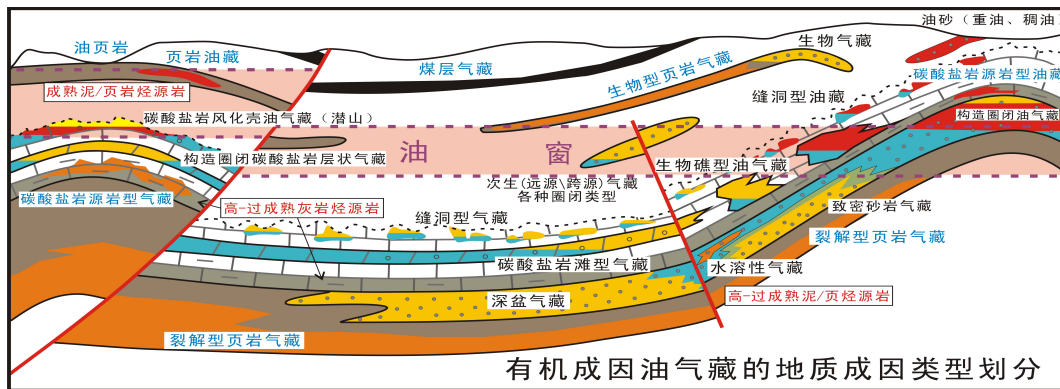 油砂（重油、稠油）
生物气藏
油页岩
页岩油藏
煤层气藏
生物型页岩气藏
碳酸盐岩源岩型油藏
成熟泥/页岩烃源岩
缝洞型油藏
构造圈闭油气藏
碳酸盐岩风化壳油气藏（潜山）
油 窗
构造圈闭碳酸盐岩层状气藏
生物礁型油气藏
次生(远源\跨源)气藏
各种圈闭类型
碳酸盐岩源岩型气藏
高-过成熟灰岩烃源岩
缝洞型气藏
致密砂岩气藏
裂解型页岩气藏
碳酸盐岩滩型气藏
水溶性气藏
深盆气藏
高-过成熟泥/页烃源岩
裂解型页岩气藏
有机成因油气藏的地质成因类型划分